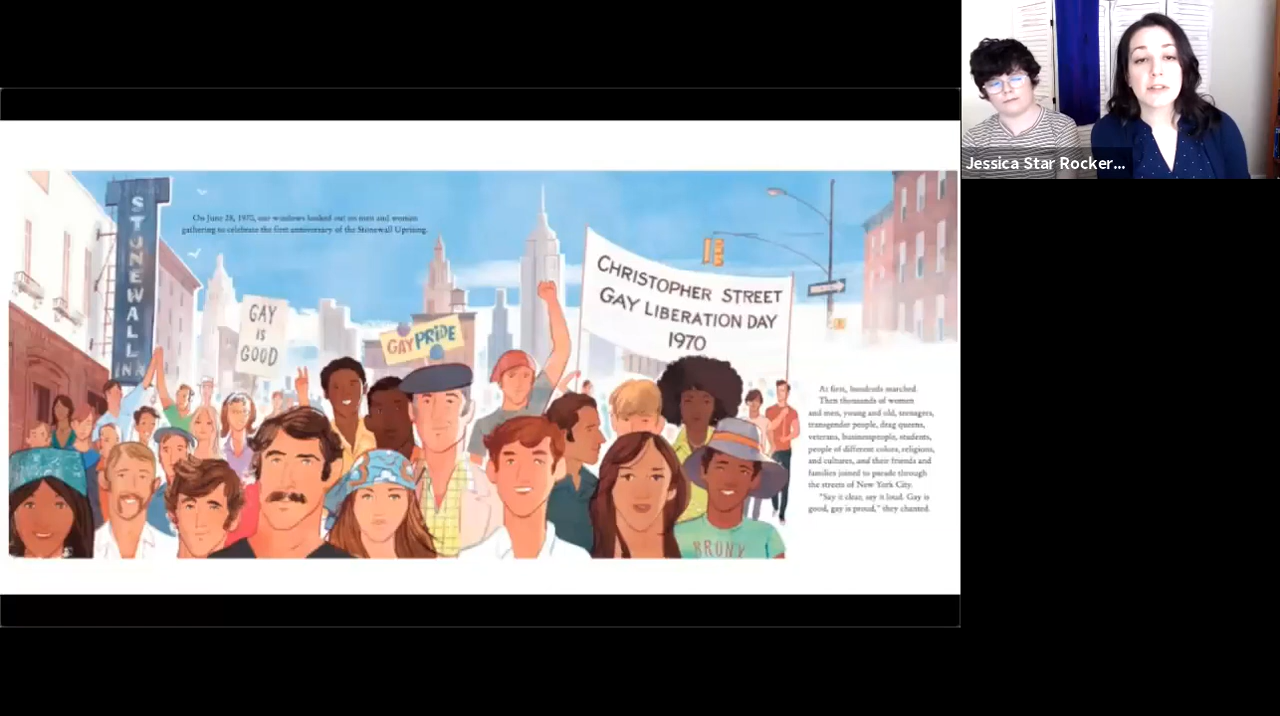 Jessica Star Rocker...
STONEWALL INN
On June 28, 1970, our windows looked out on men and women
gathering to celebrate the first anniversary of the Stonewall Uprising.
GAY
IS
GOOD
GAY PRIDE
CHRISTOPHER STREET
GAY LIBERATION DAY
1970
At first, hundreds marched.
Then thousands of women
and men, young and old, teenagers,
transgender people, drag queens,
veterans, businesspeople, students,
people of different colors, religions,
and cultures, and their friends and
families joined to parade through
the streets of New York City.
"Say it clear, say it loud. Gay is
good, gay is proud," they chanted.
BRONX